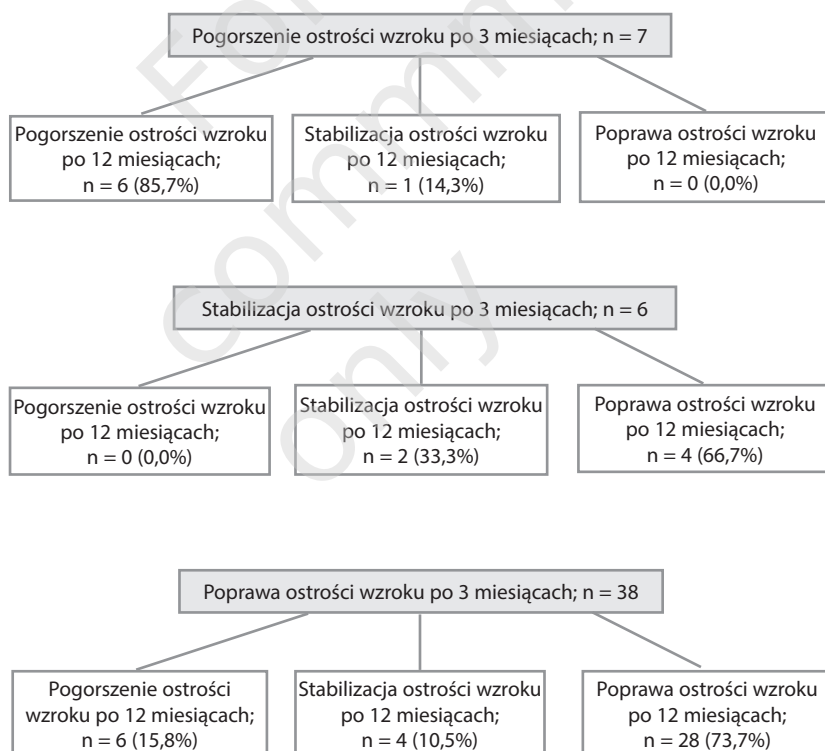 Pogorszenie ostrości wzroku po 3 miesiącach; n = 7
Pogorszenie ostrości wzroku
po 12 miesiącach;
n = 6 (85,7%)
Stabilizacja ostrości wzroku
po 12 miesiącach;
n = 1 (14,3%)
Poprawa ostrości wzroku
po 12 miesiącach;
n = 0 (0,0%)
Stabilizacja ostrości wzroku po 3 miesiącach; n = 6
Pogorszenie ostrości wzroku
po 12 miesiącach;
n = 0 (0,0%)
Stabilizacja ostrości wzroku
po 12 miesiącach;
n = 2 (33,3%)
Poprawa ostrości wzroku
po 12 miesiącach;
n = 4 (66,7%)
Poprawa ostrości wzroku po 3 miesiącach; n = 38
Pogorszenie ostrości
wzroku po 12 miesiącach;
n = 6 (15,8%)
Stabilizacja ostrości wzroku
po 12 miesiącach;
n = 4 (10,5%)
Poprawa ostrości wzroku
po 12 miesiącach;
n = 28 (73,7%)
only